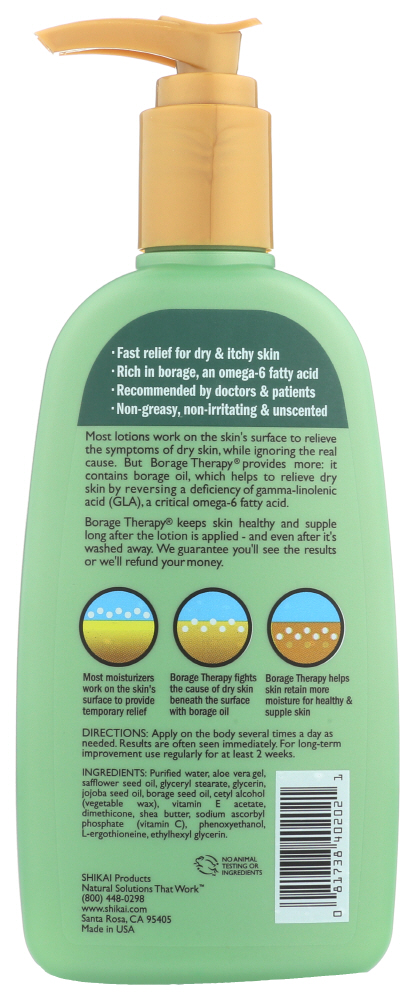 · Fast relief for dry & itchy skin
· Rich in borage, an omega-6 fatty acid
· Recommended by doctors & patients
· Non-greasy, non-irritating & unscented
Most lotions work on the skin's surface to relieve
the symptoms of dry skin, while ignoring the real
cause. But Borage Therapy® provides more: it
contains borage oil, which helps to relieve dry
skin by reversing a deficiency of gamma-linolenic
acid (GLA), a critical omega-6 fatty acid.
Borage Therapy® keeps skin healthy and supple
long after the lotion is applied - and even after it's
washed away. We guarantee you'll see the results
or we'll refund your money.
Most moisturizers
work on the skin's
surface to provide
temporary relief
Borage Therapy fights
the cause of dry skin
beneath the surface
with borage oil
Borage Therapy helps
skin retain more
moisture for healthy &
supple skin
DIRECTIONS: Apply on the body several times a day as
needed. Results are often seen immediately. For long-term
improvement use regularly for at least 2 weeks.
INGREDIENTS: Purified water, aloe vera gel,
safflower seed oil, glyceryl stearate, glycerin,
jojoba seed oil, borage seed oil, cetyl alcohol
(vegetable wax), vitamin E acetate,
dimethicone, shea butter, sodium ascorbyl
phosphate (vitamin C), phenoxyethanol,
L-ergothioneine, ethylhexyl glycerin.
NO ANIMAL
TESTING OR
INGREDIENTS
SHIKAI Products
Natural Solutions That Work™
(800) 448-0298
www.shikai.com
Santa Rosa, CA 95405
Made in USA
0 81738 40202 1